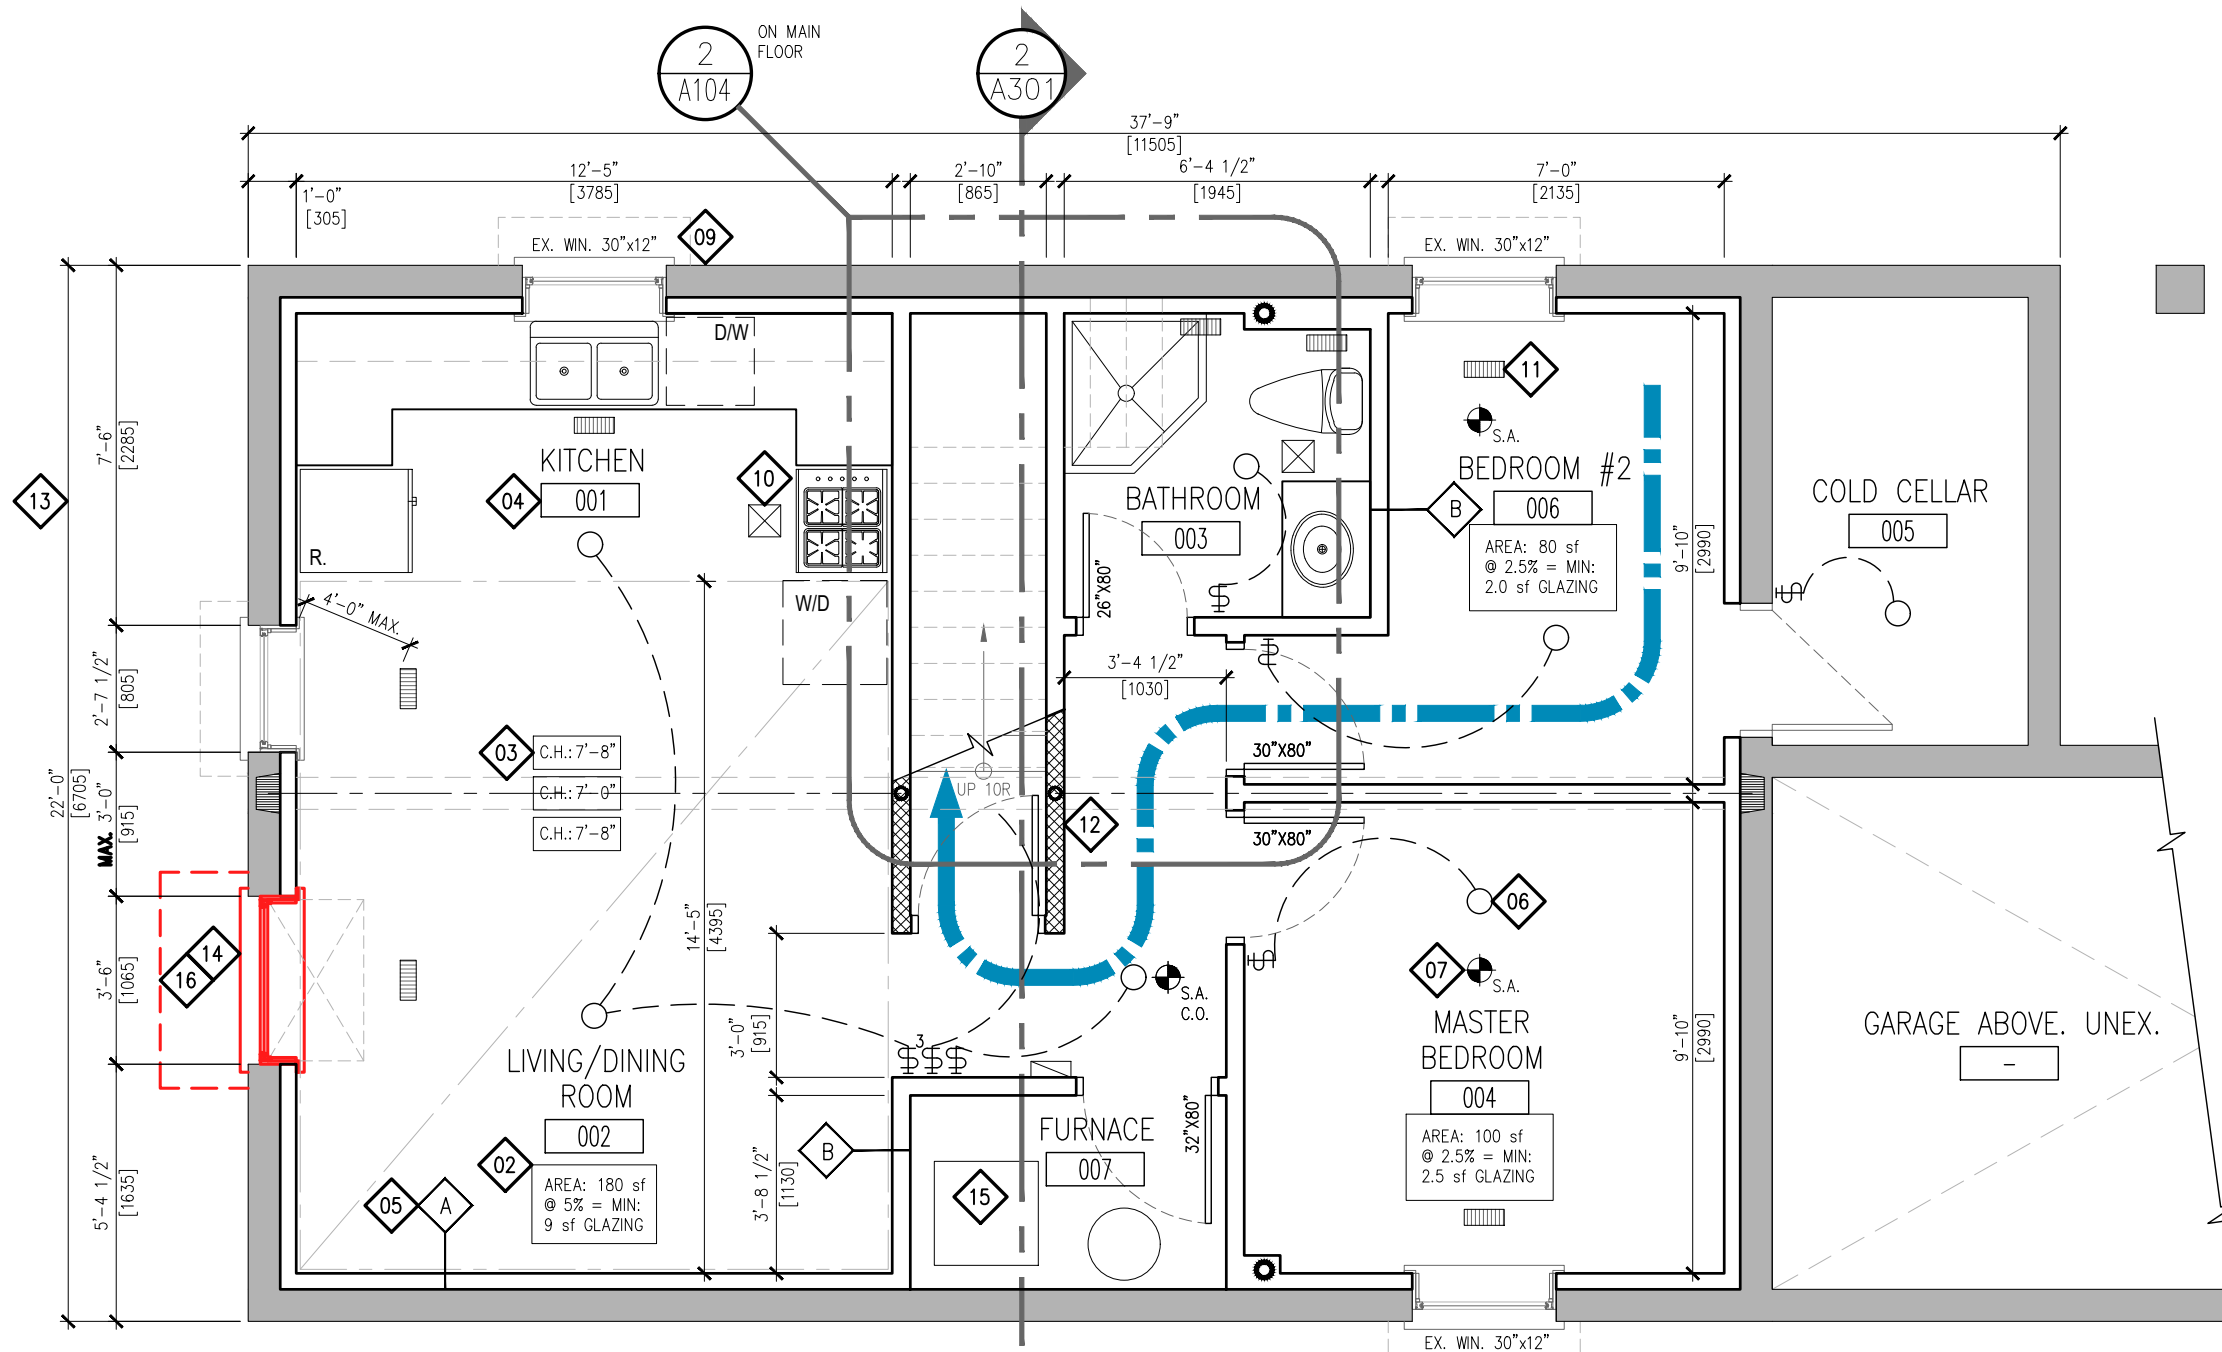 2
A104
ON MAIN
FLOOR
2
A301
37'-9"
[11505]
1'-0"
[305]
12'-5"
[3785]
2'-10"
[865]
6'-4 1/2"
[1945]
7'-0"
[2135]
EX. WIN. 30"x12"
09
EX. WIN. 30"x12"
D/W
11
S.A.
7'-6"
[2285]
13
KITCHEN
04
001
10
R.
BATHROOM
003
B
BEDROOM #2
006
AREA: 80 sf
@ 2.5% = MIN:
2.0 sf GLAZING
9'-10"
[2990]
COLD CELLAR
005
$
4'-0" MAX.
W/D
26"X80"
$
$
3'-4 1/2"
[1030]
2'-7 1/2"
[805]
22'-0"
[6705]
MAX. 3'-0"
[915]
03
C.H.: 7'-8"
C.H.: 7'-0"
C.H.: 7'-8"
UP 10R
12
30"X80"
30"X80"
14
16
3'-6"
[1065]
14'-5"
[4395]
3'-0"
[915]
06
07
S.A.
S.A.
C.O.
$
3
$$$
LIVING/DINING
ROOM
002
02
AREA: 180 sf
@ 5% = MIN:
9 sf GLAZING
05
A
5'-4 1/2"
[1635]
B
3'-8 1/2"
[1130]
FURNACE
007
15
32"X80"
MASTER
BEDROOM
004
AREA: 100 sf
@ 2.5% = MIN:
2.5 sf GLAZING
9'-10"
[2990]
GARAGE ABOVE. UNEX.
-
EX. WIN. 30"x12"